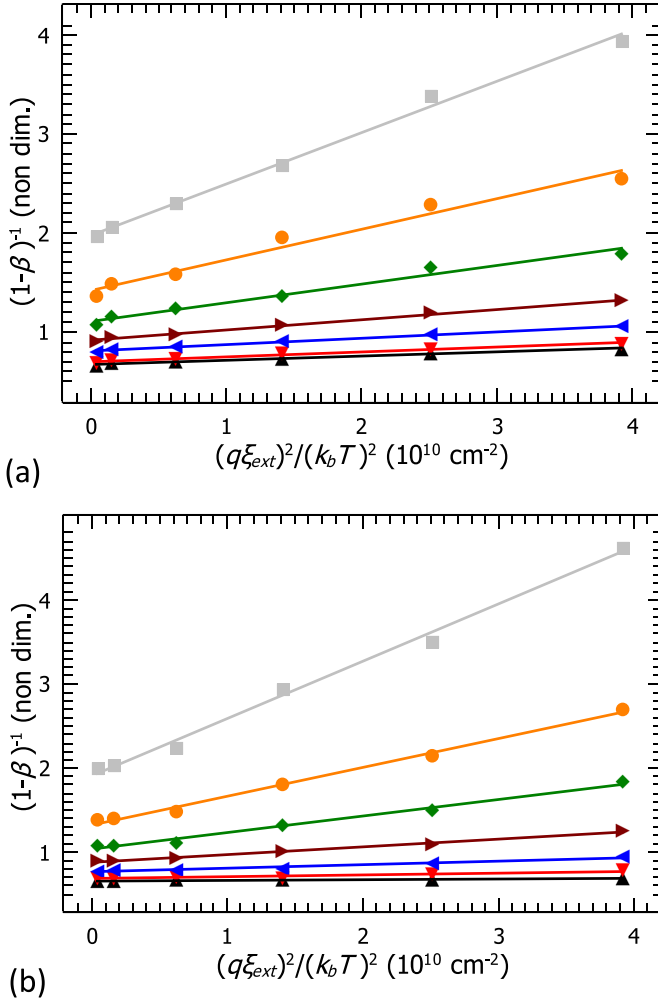 4
3
2
1
(1-β )⁻¹ (non dim.)
0 1 2 3 4
(qξext)²/(kbT )² (10¹⁰ cm⁻²)
(a)
4
3
2
1
(1-β )⁻¹ (non dim.)
0 1 2 3 4
(qξext)²/(kbT )² (10¹⁰ cm⁻²)
(b)